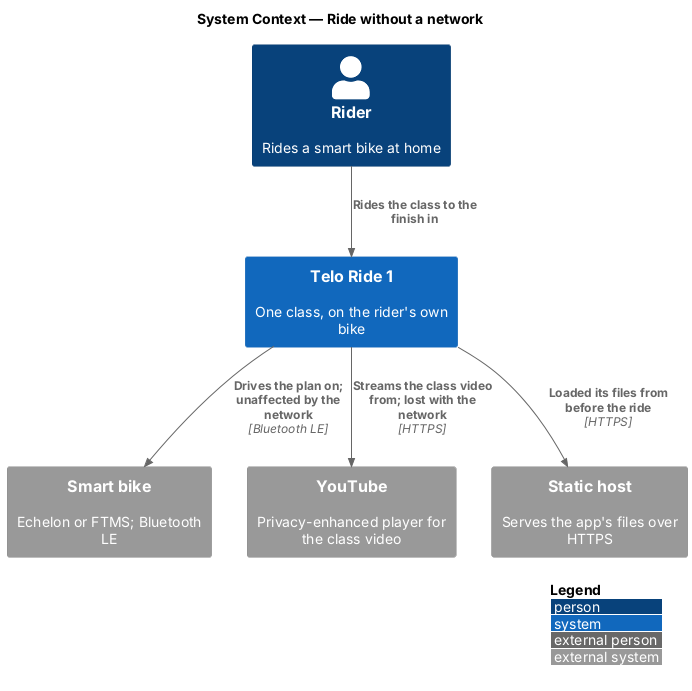 System Context — Ride without a network
Rider
Rides a smart bike at home
Rides the class to the
finish in
Telo Ride 1
One class, on the rider's own
bike
Drives the plan on;
unaffected by the
network
[Bluetooth LE]
Streams the class video
from; lost with the
network
[HTTPS]
Loaded its files from
before the ride
[HTTPS]
Smart bike
Echelon or FTMS; Bluetooth
LE
YouTube
Privacy-enhanced player for
the class video
Static host
Serves the app's files over
HTTPS
Legend
person
system
external person
external system